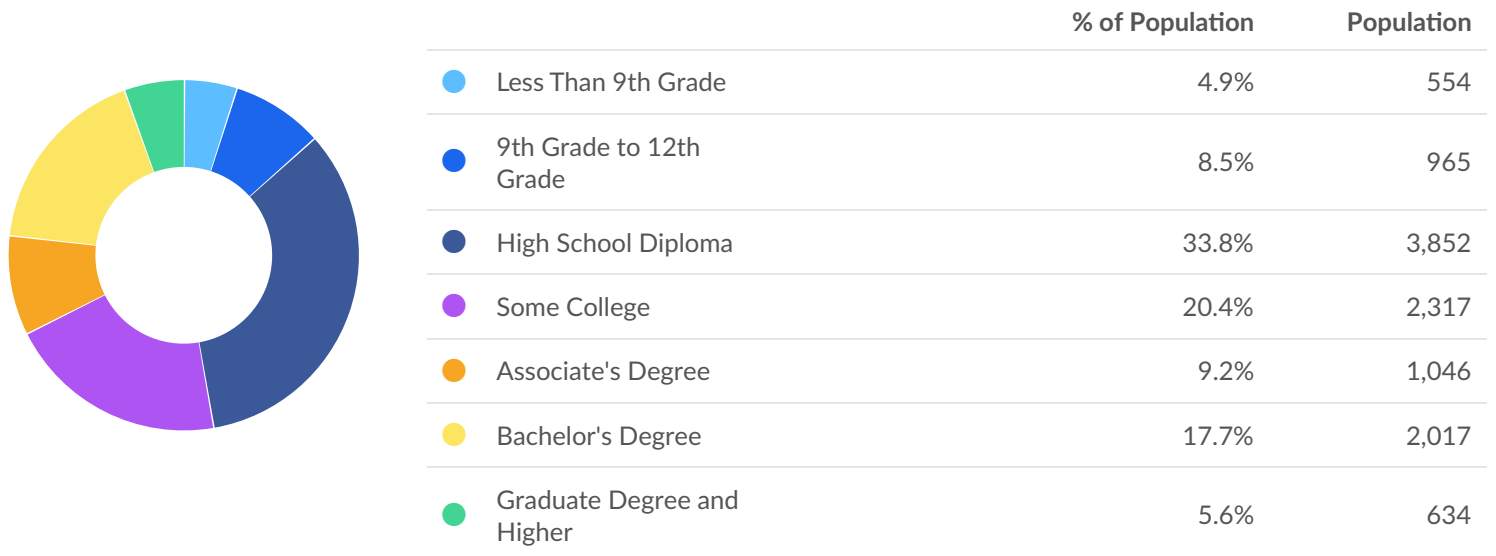 % of Population Population
Less Than 9th Grade 4.9% 554
9th Grade to 12th
Grade 8.5% 965
High School Diploma 33.8% 3,852
Some College 20.4% 2,317
Associate's Degree 9.2% 1,046
Bachelor's Degree 17.7% 2,017
Graduate Degree and
Higher 5.6% 634